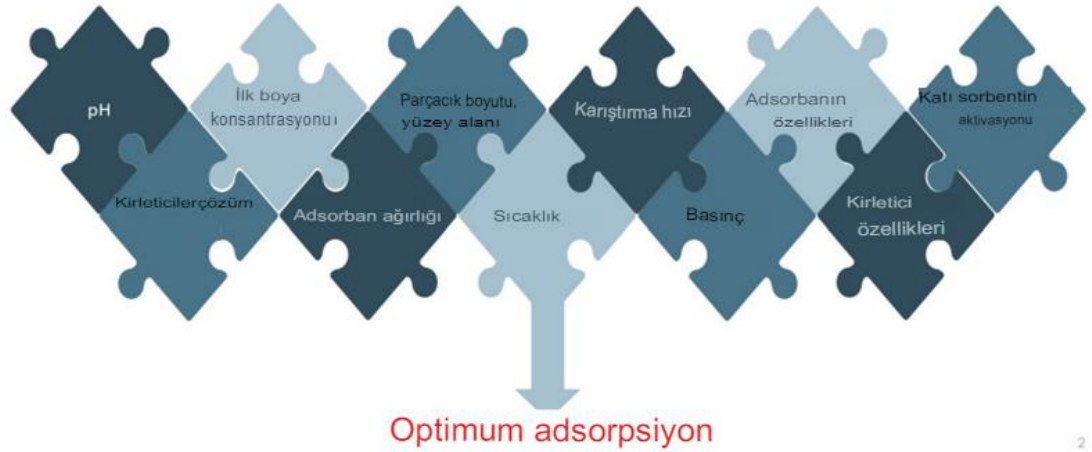 pH
Kirleticilerçözüm
İlk boya
konsantrasyonuı
Adsorban ağırlığı
Parçacık boyutu,
yüzey alanı
Sıcaklık
Karıştırma hızı
Basınç
Adsorbanın
özellikleri
Kirletici
özellikleri
Katı sorbentin
aktivasyonu
Optimum adsorpsiyon
2